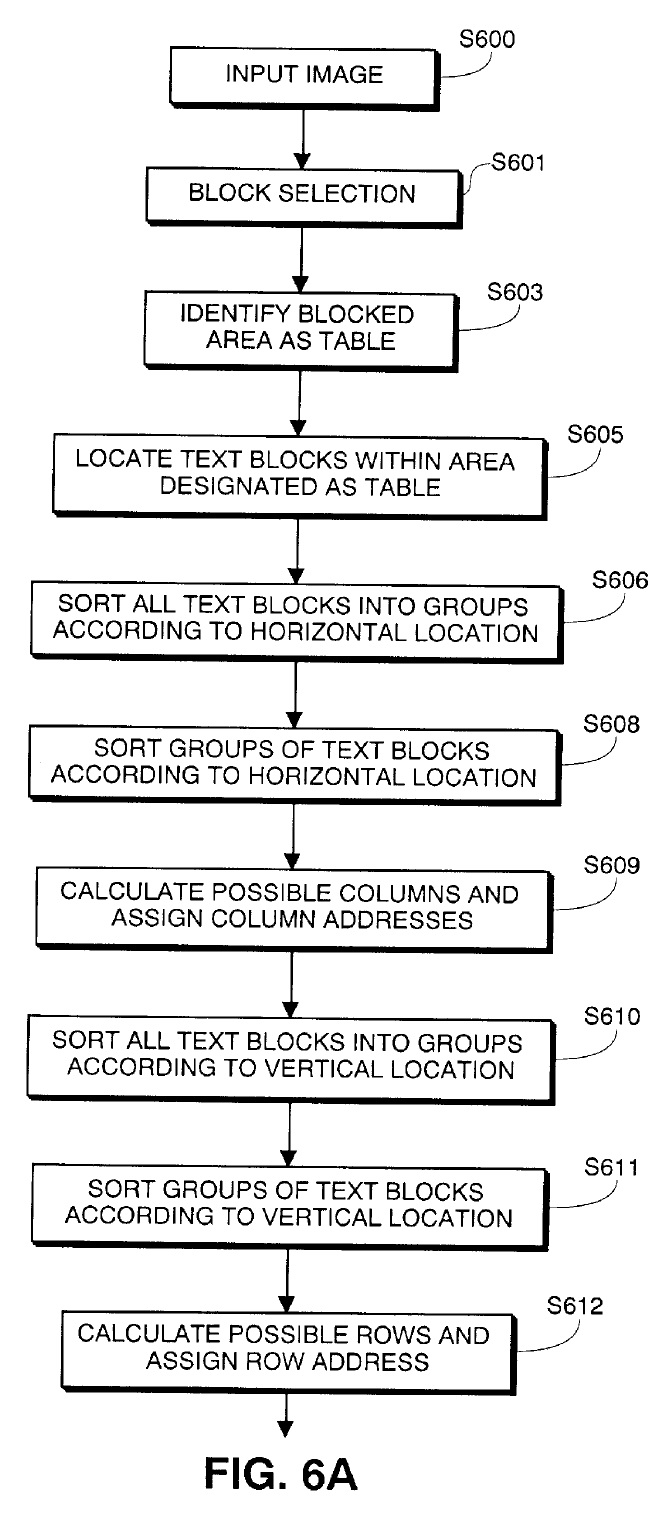 S600
INPUT IMAGE
S601
BLOCK SELECTION
S603
IDENTIFY BLOCKED
AREA AS TABLE
S605
LOCATE TEXT BLOCKS WITHIN AREA
DESIGNATED AS TABLE
S606
SORT ALL TEXT BLOCKS INTO GROUPS
ACCORDING TO HORIZONTAL LOCATION
S608
SORT GROUPS OF TEXT BLOCKS
ACCORDING TO HORIZONTAL LOCATION
S609
CALCULATE POSSIBLE COLUMNS AND
ASSIGN COLUMN ADDRESSES
S610
SORT ALL TEXT BLOCKS INTO GROUPS
ACCORDING TO VERTICAL LOCATION
S611
SORT GROUPS OF TEXT BLOCKS
ACCORDING TO VERTICAL LOCATION
S612
CALCULATE POSSIBLE ROWS AND
ASSIGN ROW ADDRESS
FIG. 6A